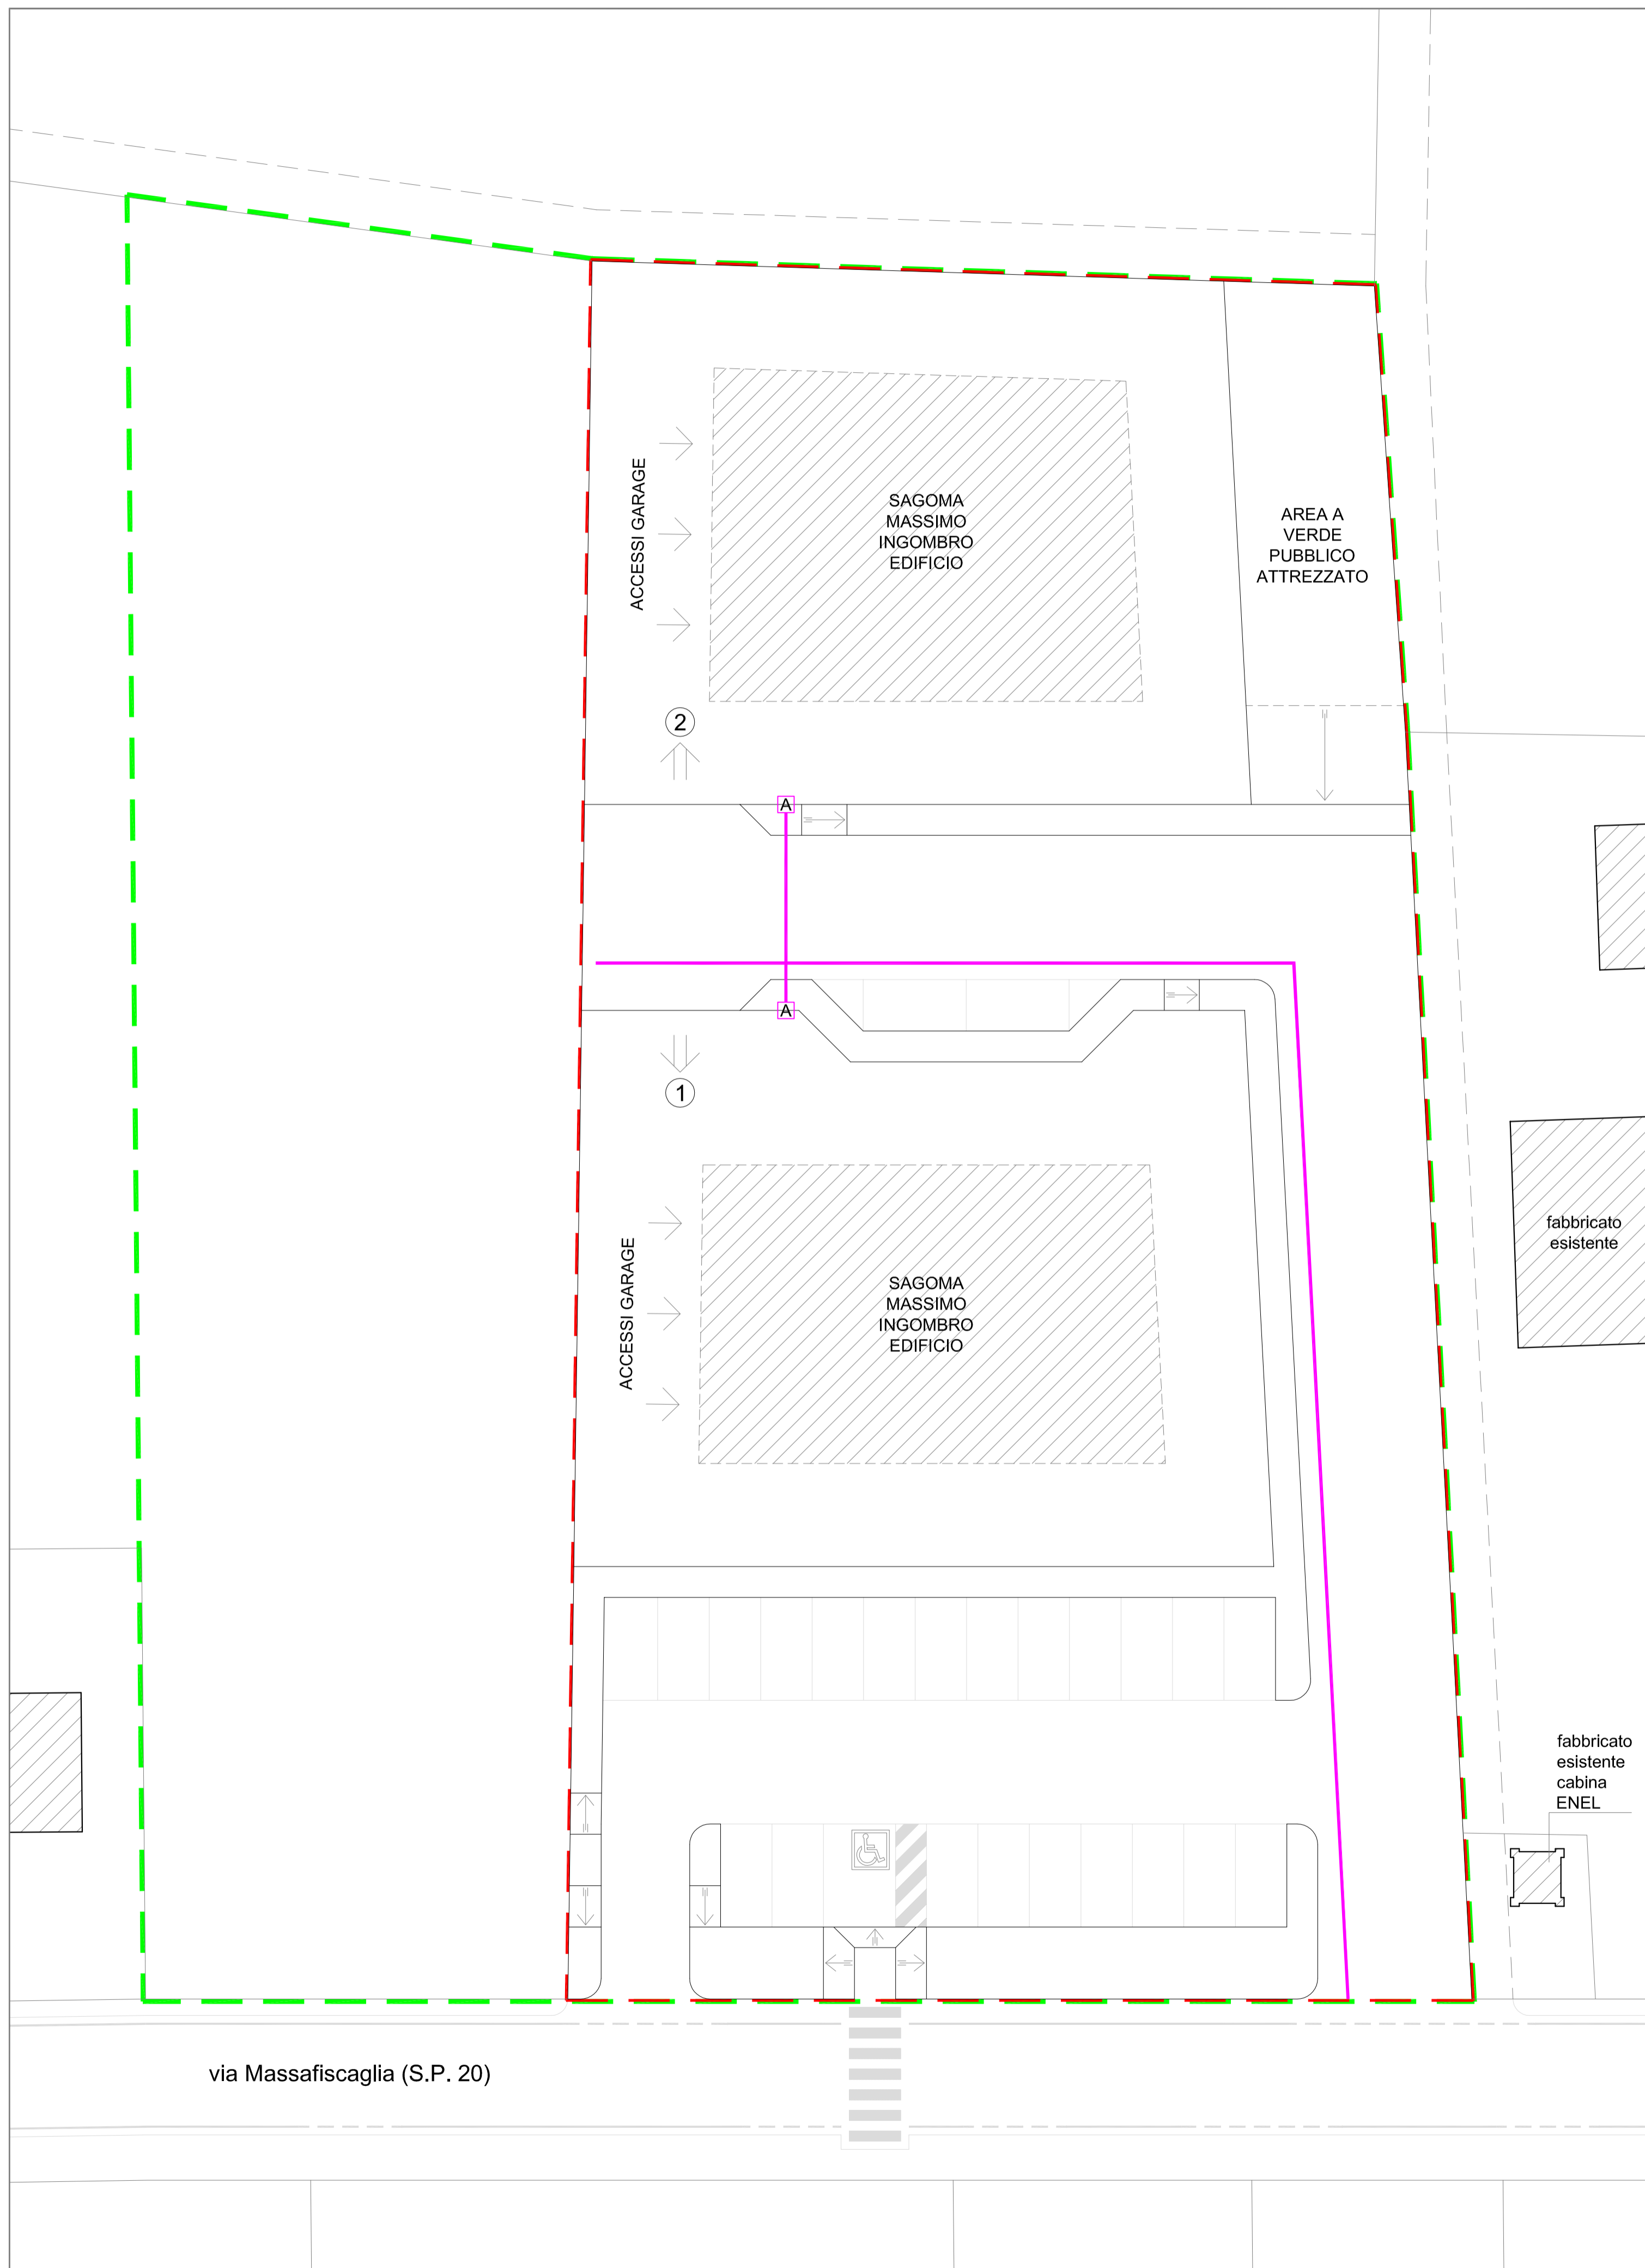 SAGOMA
MASSIMO
INGOMBRO
EDIFICIO
ACCESSI GARAGE
AREA A
VERDE
PUBBLICO
ATTREZZATO
2
A
A
1
fabbricato
esistente
ACCESSI GARAGE
SAGOMA
MASSIMO
INGOMBRO
EDIFICIO
fabbricato
esistente
cabina
ENEL
via Massafiscaglia (S.P. 20)